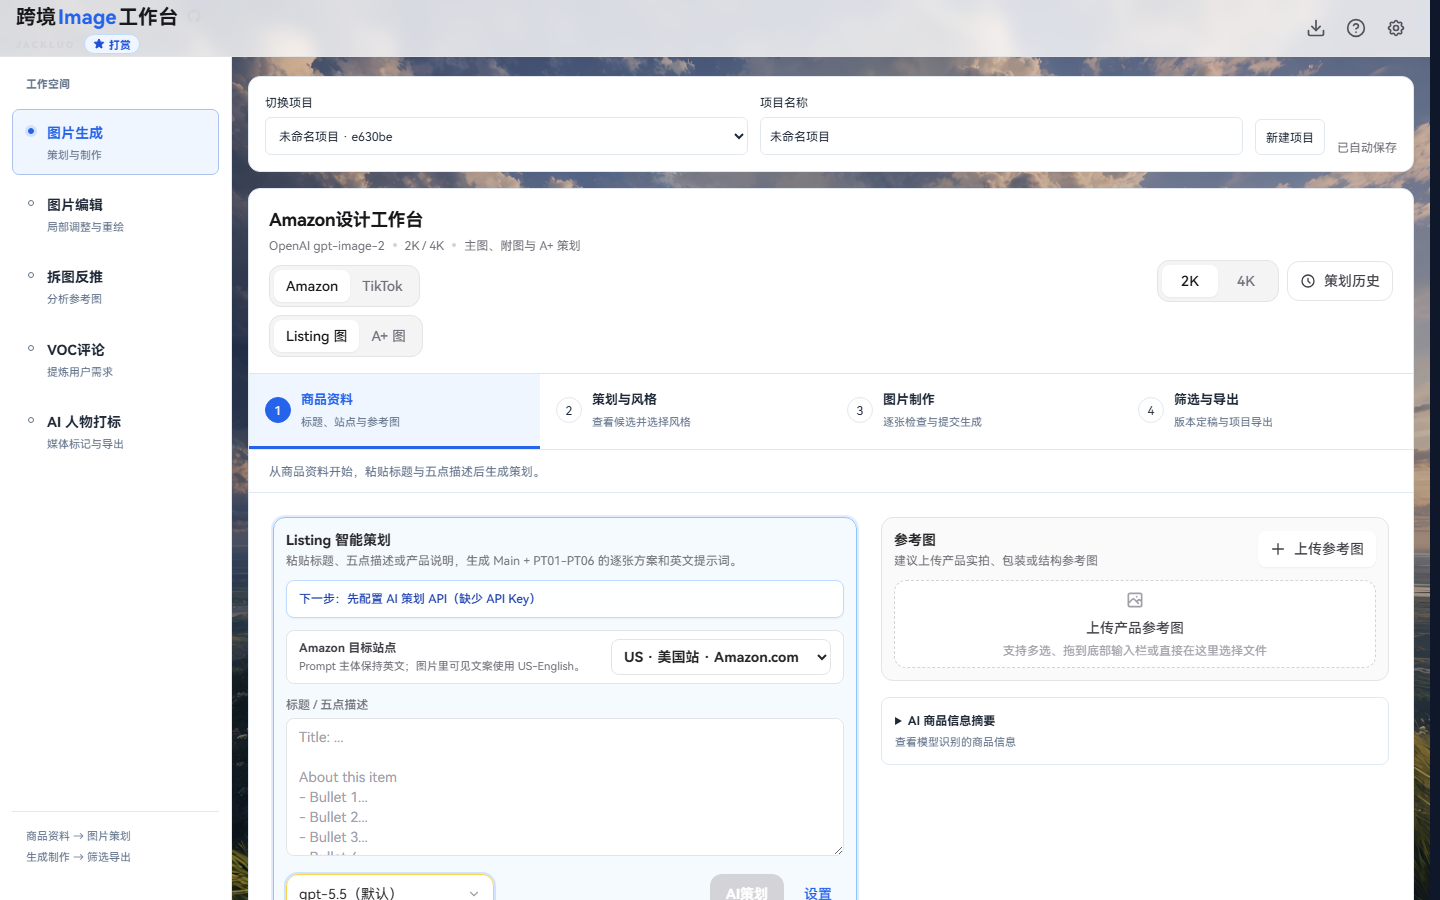 跨境Image工作台
JACKLUO
打赏
工作空间
图片生成
策划与制作
图片编辑
局部调整与重绘
拆图反推
分析参考图
VOC评论
提炼用户需求
AI 人物打标
媒体标记与导出
商品资料 → 图片策划
生成制作 → 筛选导出
切换项目
未命名项目 · e630be
项目名称
未命名项目
新建项目
已自动保存
Amazon设计工作台
OpenAI gpt-image-2 • 2K / 4K • 主图、附图与 A+ 策划
Amazon TikTok
Listing 图 A+ 图
2K 4K
策划历史
1 商品资料
标题、站点与参考图
2 策划与风格
查看候选并选择风格
3 图片制作
逐张检查与提交生成
4 筛选与导出
版本定稿与项目导出
从商品资料开始，粘贴标题与五点描述后生成策划。
Listing 智能策划
粘贴标题、五点描述或产品说明，生成 Main + PT01-PT06 的逐张方案和英文提示词。
下一步：先配置 AI 策划 API（缺少 API Key）
Amazon 目标站点
Prompt 主体保持英文；图片里可见文案使用 US-English。
US · 美国站 · Amazon.com
标题 / 五点描述
Title: ...
About this item
- Bullet 1...
- Bullet 2...
- Bullet 3...
gpt-5.5（默认）
AI策划
设置
参考图
建议上传产品实拍、包装或结构参考图
上传参考图
上传产品参考图
支持多选、拖到底部输入栏或直接在这里选择文件
AI 商品信息摘要
查看模型识别的商品信息